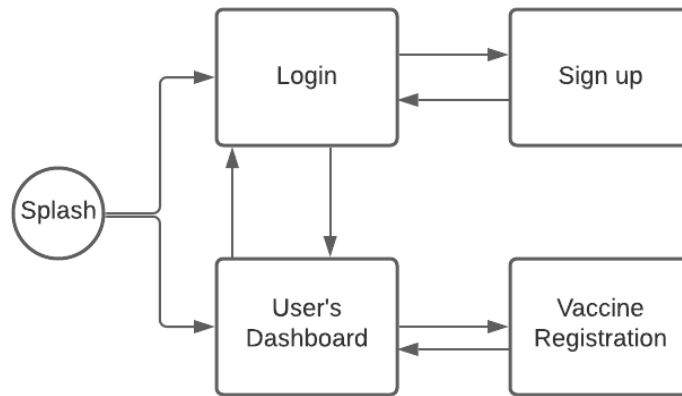 Login
Sign up
Splash
User's
Dashboard
Vaccine
Registration